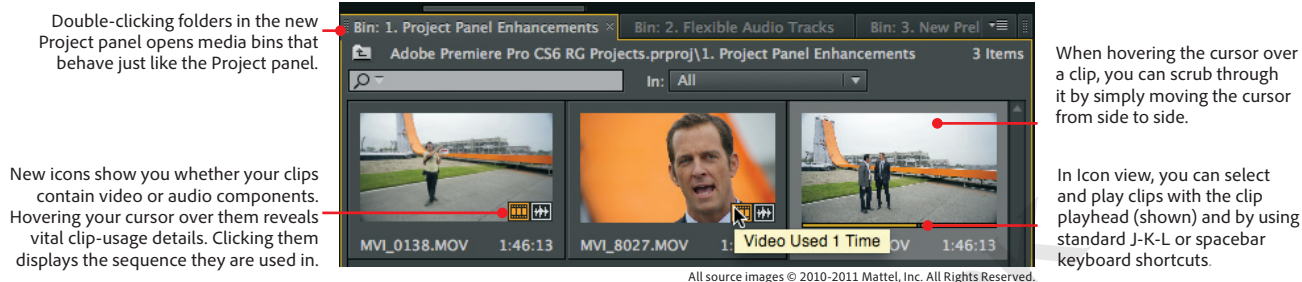 Double-clicking folders in the new
Project panel opens media bins that
behave just like the Project panel.
New icons show you whether your clips
contain video or audio components.
Hovering your cursor over them reveals
vital clip-usage details. Clicking them
displays the sequence they are used in.
Bin: 1. Project Panel Enhancements × Bin: 2. Flexible Audio Tracks Bin: 3. New Prel
Adobe Premiere Pro CS6 RG Projects.prproj\1. Project Panel Enhancements 3 Items
In: All
MVI_0138.MOV 1:46:13 MVI_8027.MOV 1: OV 1:46:13
Video Used 1 Time
When hovering the cursor over
a clip, you can scrub through
it by simply moving the cursor
from side to side.
In Icon view, you can select
and play clips with the clip
playhead (shown) and by using
standard J-K-L or spacebar
keyboard shortcuts.
All source images © 2010-2011 Mattel, Inc. All Rights Reserved.